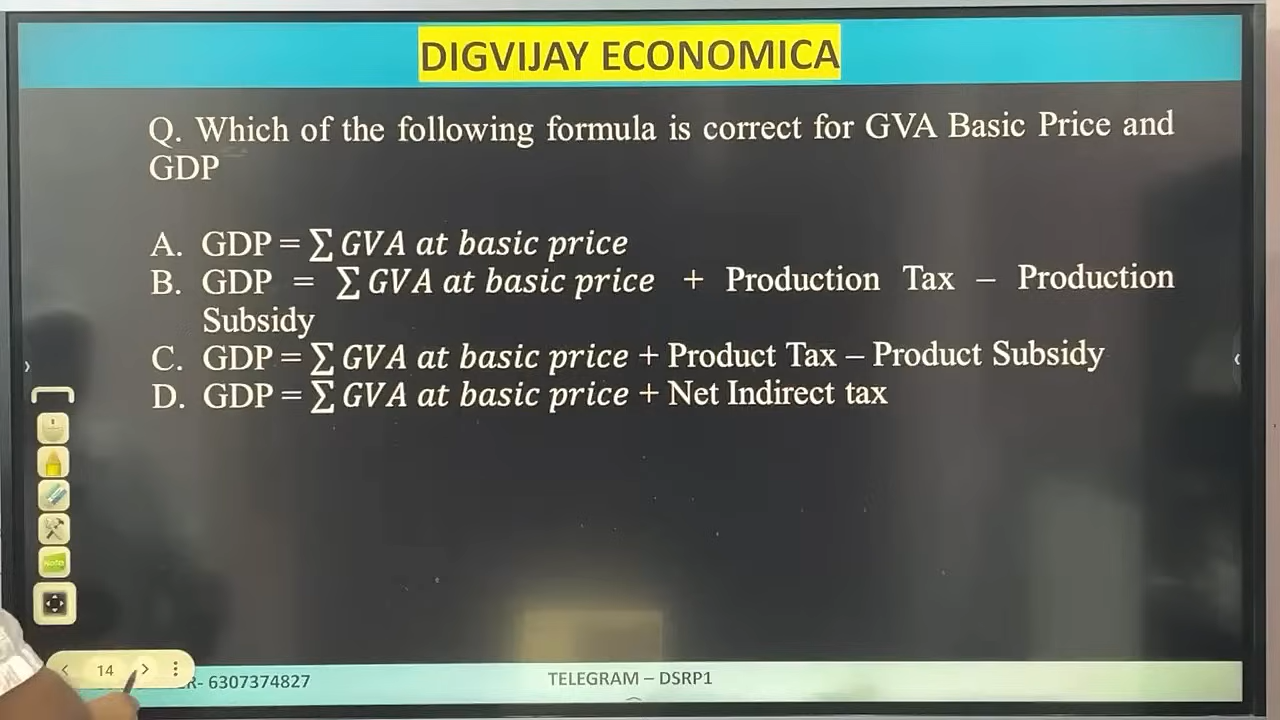 DIGVIJAY ECONOMICA
Q. Which of the following formula is correct for GVA Basic Price and
GDP
A. GDP = ∑ GVA at basic price
B. GDP = ∑ GVA at basic price + Production Tax – Production
Subsidy
C. GDP = ∑ GVA at basic price + Product Tax – Product Subsidy
D. GDP = ∑ GVA at basic price + Net Indirect tax
14
R- 6307374827
TELEGRAM – DSRP1